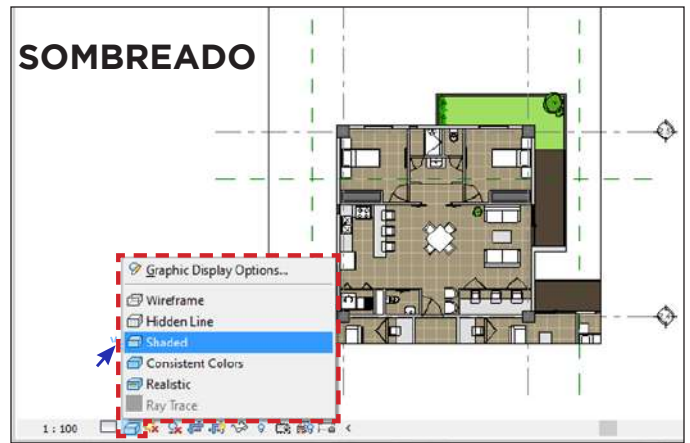 SOMBREADO
Graphic Display Options...
Wireframe
Hidden Line
Shaded
Consistent Colors
Realistic
Ray Trace
1 : 100